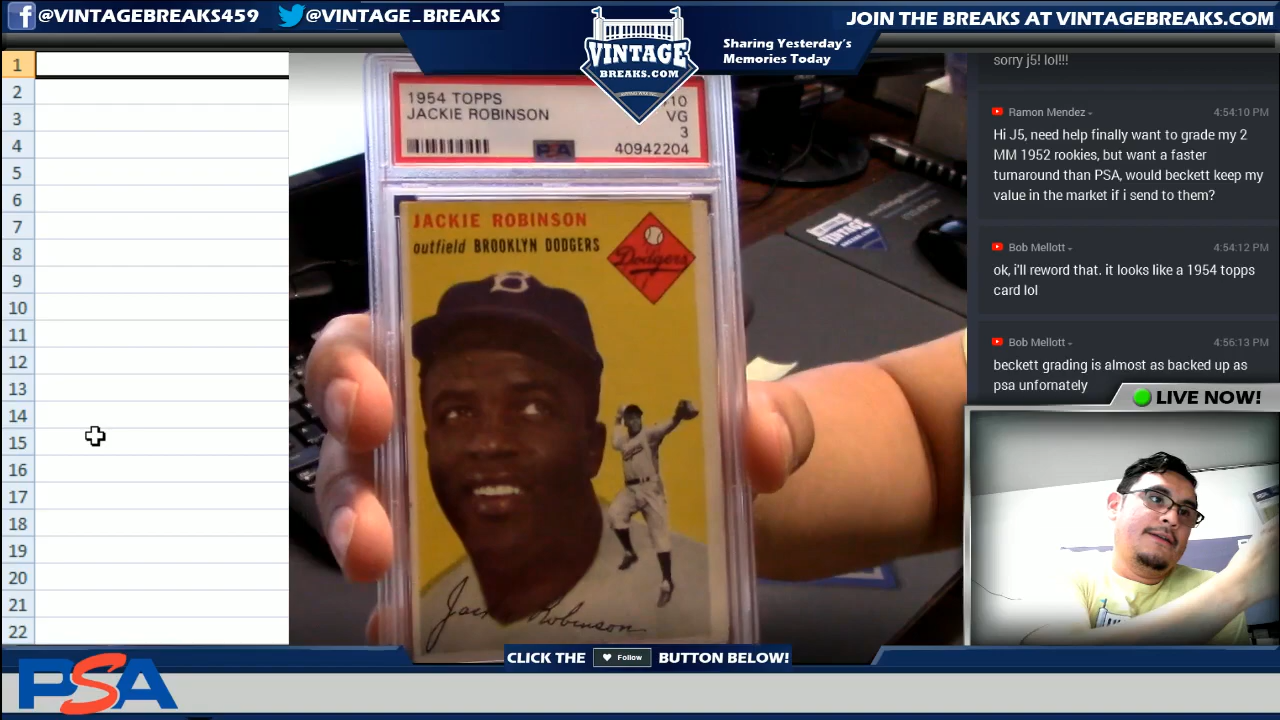 @VINTAGEBREAKS459
@VINTAGE_BREAKS
VINTAGE
BREAKS.COM
Sharing Yesterday's
Memories Today
JOIN THE BREAKS AT VINTAGEBREAKS.COM
1
2
3
4
5
6
7
8
9
10
11
12
13
14
15
16
17
18
19
20
21
22
1954 TOPPS
JACKIE ROBINSON
10
VG
3
PSA
40942204
JACKIE ROBINSON
outfield BROOKLYN DODGERS
Dodgers
B
Jackie Robinson
sorry j5! lol!!!
Ramon Mendez
4:54:10 PM
Hi J5, need help finally want to grade my 2
MM 1952 rookies, but want a faster
turnaround than PSA, would beckett keep my
value in the market if i send to them?
Bob Mellott
4:54:12 PM
ok, i'll reword that. it looks like a 1954 topps
card lol
Bob Mellott
4:56:13 PM
beckett grading is almost as backed up as
psa unfornately
LIVE NOW!
CLICK THE
Follow
BUTTON BELOW!
PSA